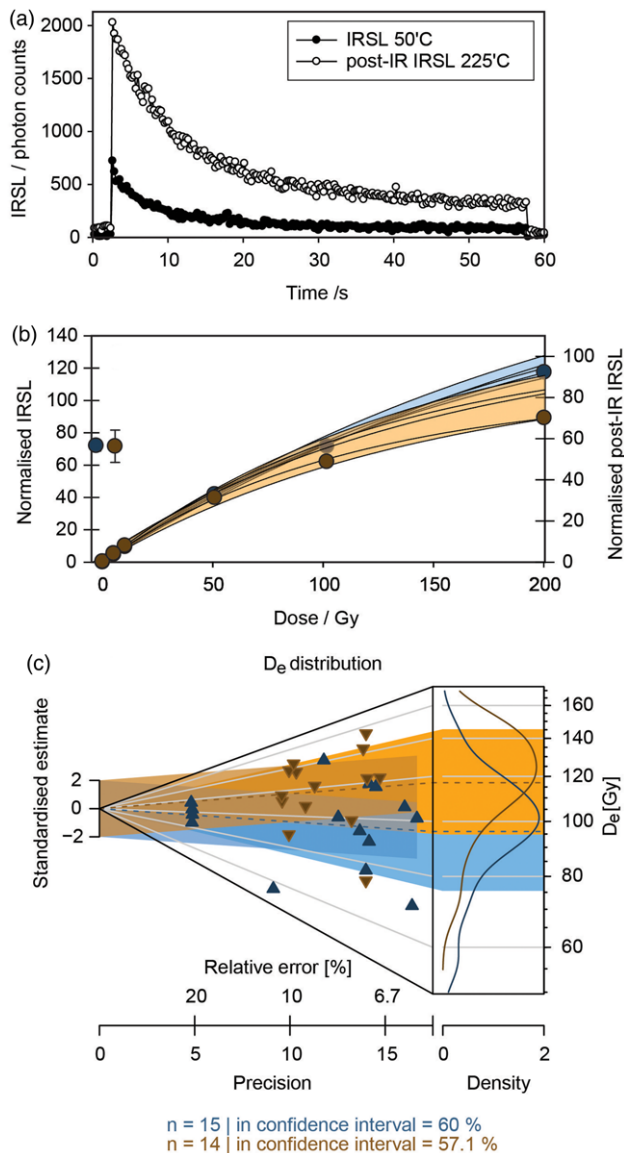 (a)
2000
1500
1000
500
0
IRSL / photon counts
IRSL 50'C
post-IR IRSL 225'C
0 10 20 30 40 50 60
Time /s
(b)
140
120
100
80
60
40
20
0
Normalised IRSL
100
80
60
40
20
0
Normalised post-IR IRSL
0 50 100 150 200
Dose / Gy
(c)
De distribution
Standardised estimate
2
0
−2
160
140
120
100
80
60
De [Gy]
Relative error [%]
20 10 6.7
0 5 10 15
Precision
0 2
Density
n = 15 | in confidence interval = 60 %
n = 14 | in confidence interval = 57.1 %